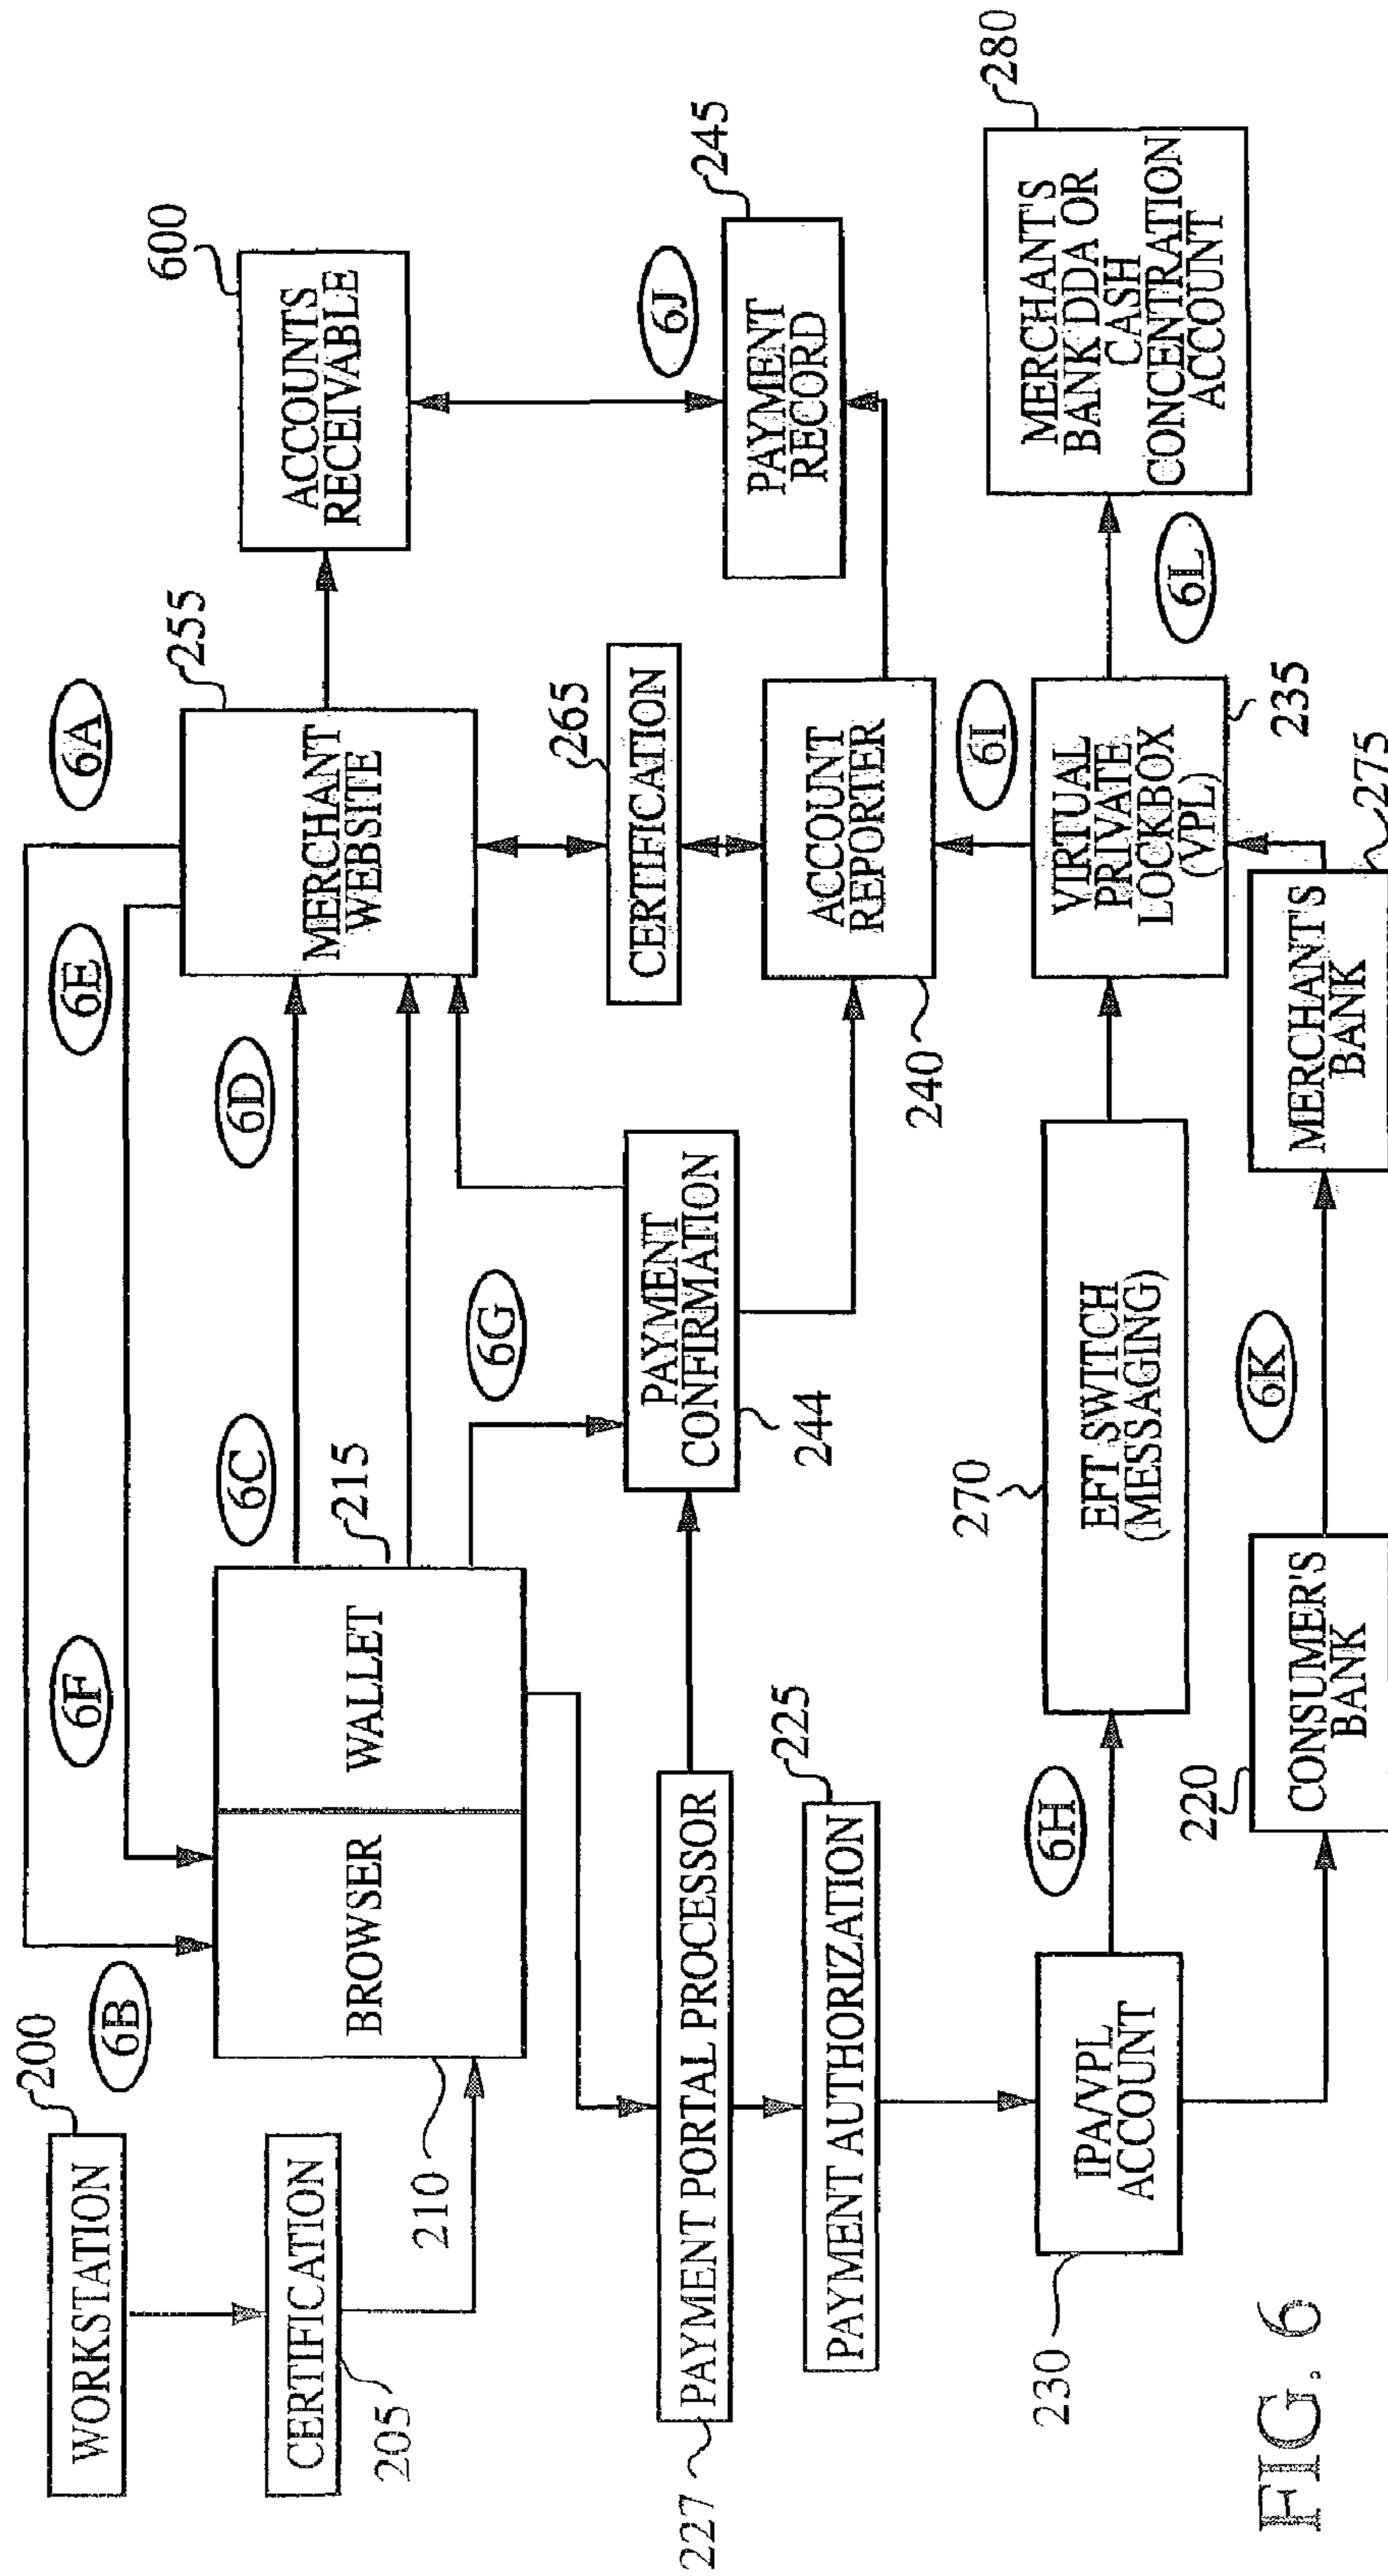 WORKSTATION
200
CERTIFICATION
205
6B
6F
6E
6A
BROWSER
WALLET
210
215
6C
6D
MERCHANT
WEBSITE
255
ACCOUNTS
RECEIVABLE
600
6G
PAYMENT PORTAL PROCESSOR
227
PAYMENT
CONFIRMATION
244
CERTIFICATION
265
6J
PAYMENT
RECORD
245
PAYMENT AUTHORIZATION
225
ACCOUNT
REPORTER
240
6I
IPA/VPL
ACCOUNT
230
6H
270
EFT SWITCH
(MESSAGING)
VIRTUAL
PRIVATE
LOCKBOX
(VPL)
235
6L
MERCHANT'S
BANK DDA OR
CASH
CONCENTRATION
ACCOUNT
280
220
CONSUMER'S
BANK
6K
MERCHANT'S
BANK
275
FIG. 6